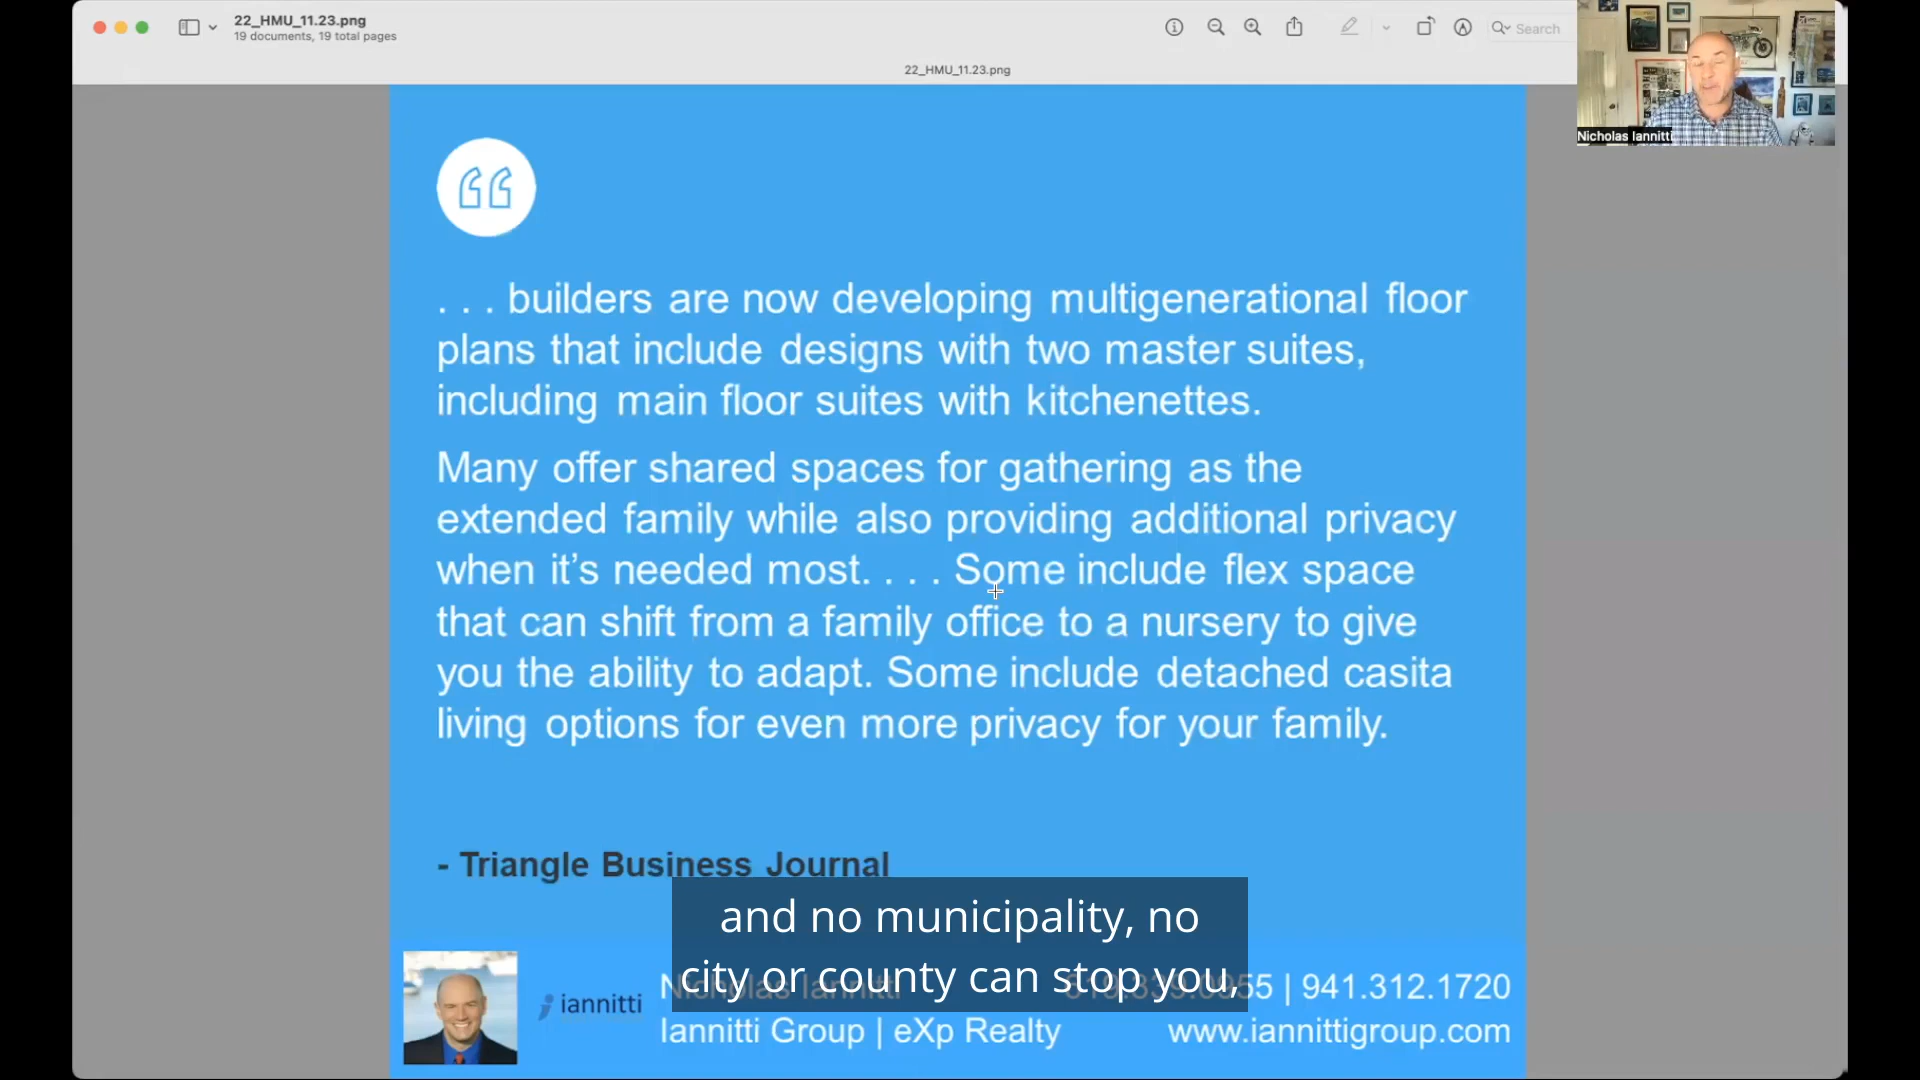 22_HMU_11.23.png
19 documents, 19 total pages
Search
22_HMU_11.23.png
Nicholas Iannitti
. . . builders are now developing multigenerational floor
plans that include designs with two master suites,
including main floor suites with kitchenettes.
Many offer shared spaces for gathering as the
extended family while also providing additional privacy
when it’s needed most. . . . Some include flex space
that can shift from a family office to a nursery to give
you the ability to adapt. Some include detached casita
living options for even more privacy for your family.
- Triangle Business Journal
and no municipality, no
city or county can stop you,
iannitti
Nicholas Iannitti
55 | 941.312.1720
Iannitti Group | eXp Realty
www.iannittigroup.com